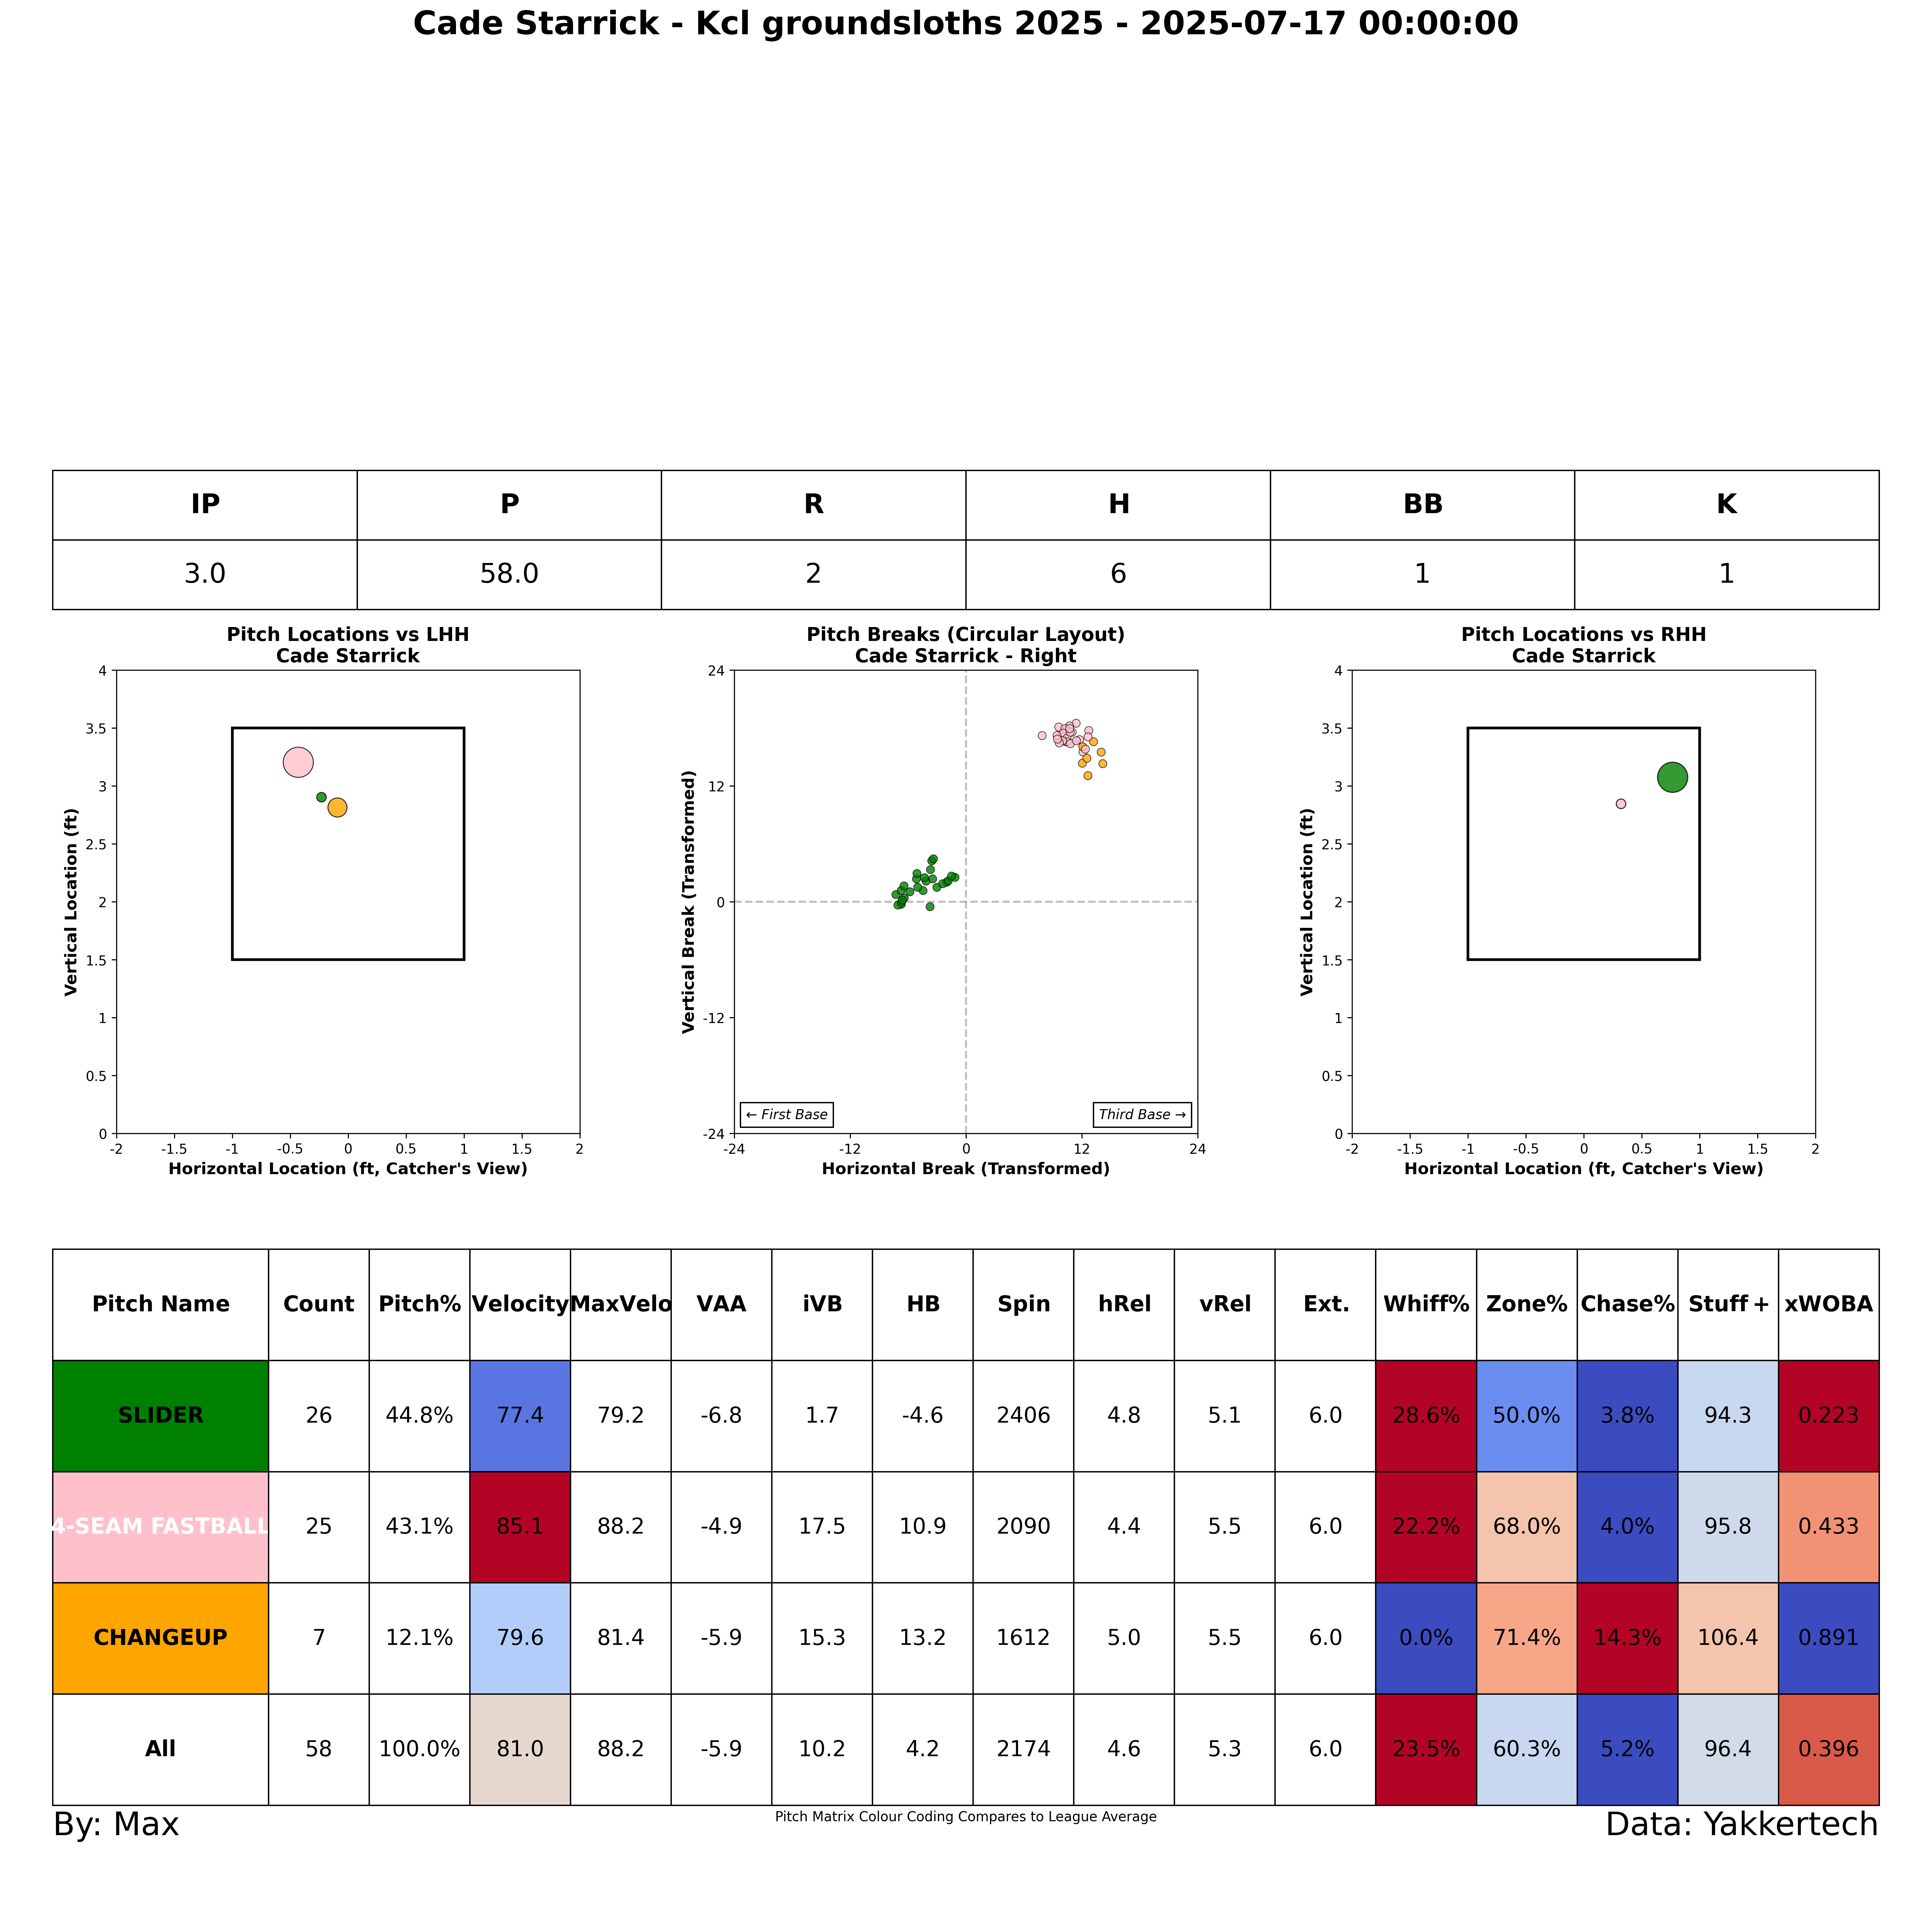 Cade Starrick - Kcl groundsloths 2025 - 2025-07-17 00:00:00
IP P R H BB K
3.0 58.0 2 6 1 1
Pitch Locations vs LHH
Cade Starrick
4
3.5
3
2.5
2
1.5
1
0.5
0
-2 -1.5 -1 -0.5 0 0.5 1 1.5 2
Vertical Location (ft)
Horizontal Location (ft, Catcher's View)
Pitch Breaks (Circular Layout)
Cade Starrick - Right
24
12
0
-12
-24
-24 -12 0 12 24
Vertical Break (Transformed)
← First Base
Third Base →
Horizontal Break (Transformed)
Pitch Locations vs RHH
Cade Starrick
4
3.5
3
2.5
2
1.5
1
0.5
0
-2 -1.5 -1 -0.5 0 0.5 1 1.5 2
Vertical Location (ft)
Horizontal Location (ft, Catcher's View)
Pitch Name Count Pitch% Velocity MaxVelo VAA iVB HB Spin hRel vRel Ext. Whiff% Zone% Chase% Stuff+ xWOBA
SLIDER 26 44.8% 77.4 79.2 -6.8 1.7 -4.6 2406 4.8 5.1 6.0 28.6% 50.0% 3.8% 94.3 0.223
4-SEAM FASTBALL 25 43.1% 85.1 88.2 -4.9 17.5 10.9 2090 4.4 5.5 6.0 22.2% 68.0% 4.0% 95.8 0.433
CHANGEUP 7 12.1% 79.6 81.4 -5.9 15.3 13.2 1612 5.0 5.5 6.0 0.0% 71.4% 14.3% 106.4 0.891
All 58 100.0% 81.0 88.2 -5.9 10.2 4.2 2174 4.6 5.3 6.0 23.5% 60.3% 5.2% 96.4 0.396
By: Max
Pitch Matrix Colour Coding Compares to League Average
Data: Yakkertech